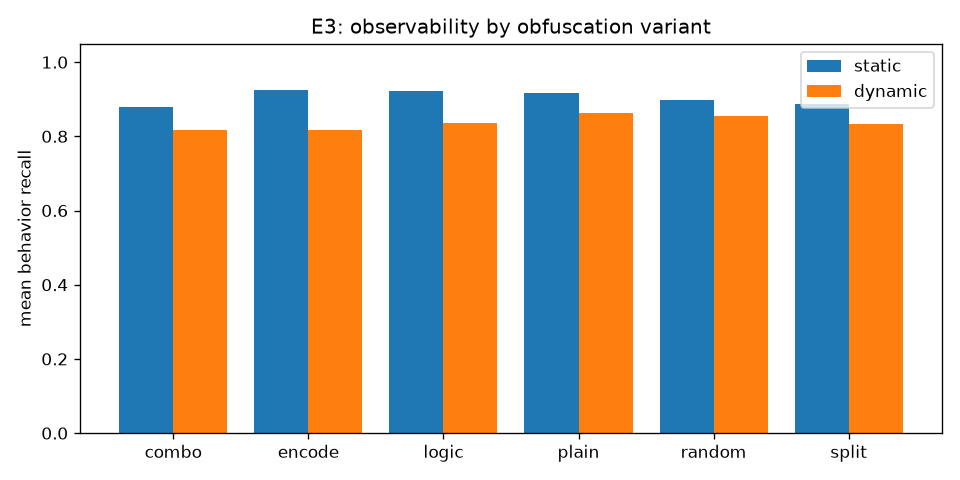 E3: observability by obfuscation variant
static
dynamic
mean behavior recall
1.0
0.8
0.6
0.4
0.2
0.0
combo encode logic plain random split